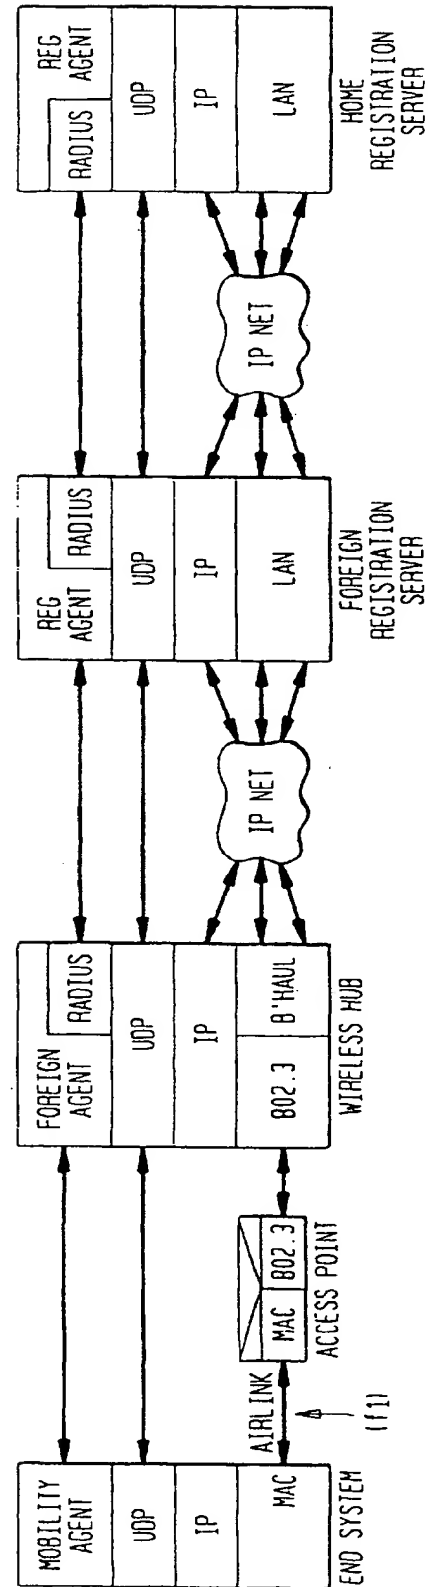 MOBILITY
AGENT
UDP
IP
MAC
END SYSTEM
AIRLINK
(f1)
MAC
802.3
ACCESS POINT
FOREIGN
AGENT
RADIUS
UDP
IP
802.3
B'HAUL
WIRELESS HUB
IP NET
REG
AGENT
RADIUS
UDP
IP
LAN
FOREIGN
REGISTRATION
SERVER
IP NET
RADIUS
REG
AGENT
UDP
IP
LAN
HOME
REGISTRATION
SERVER